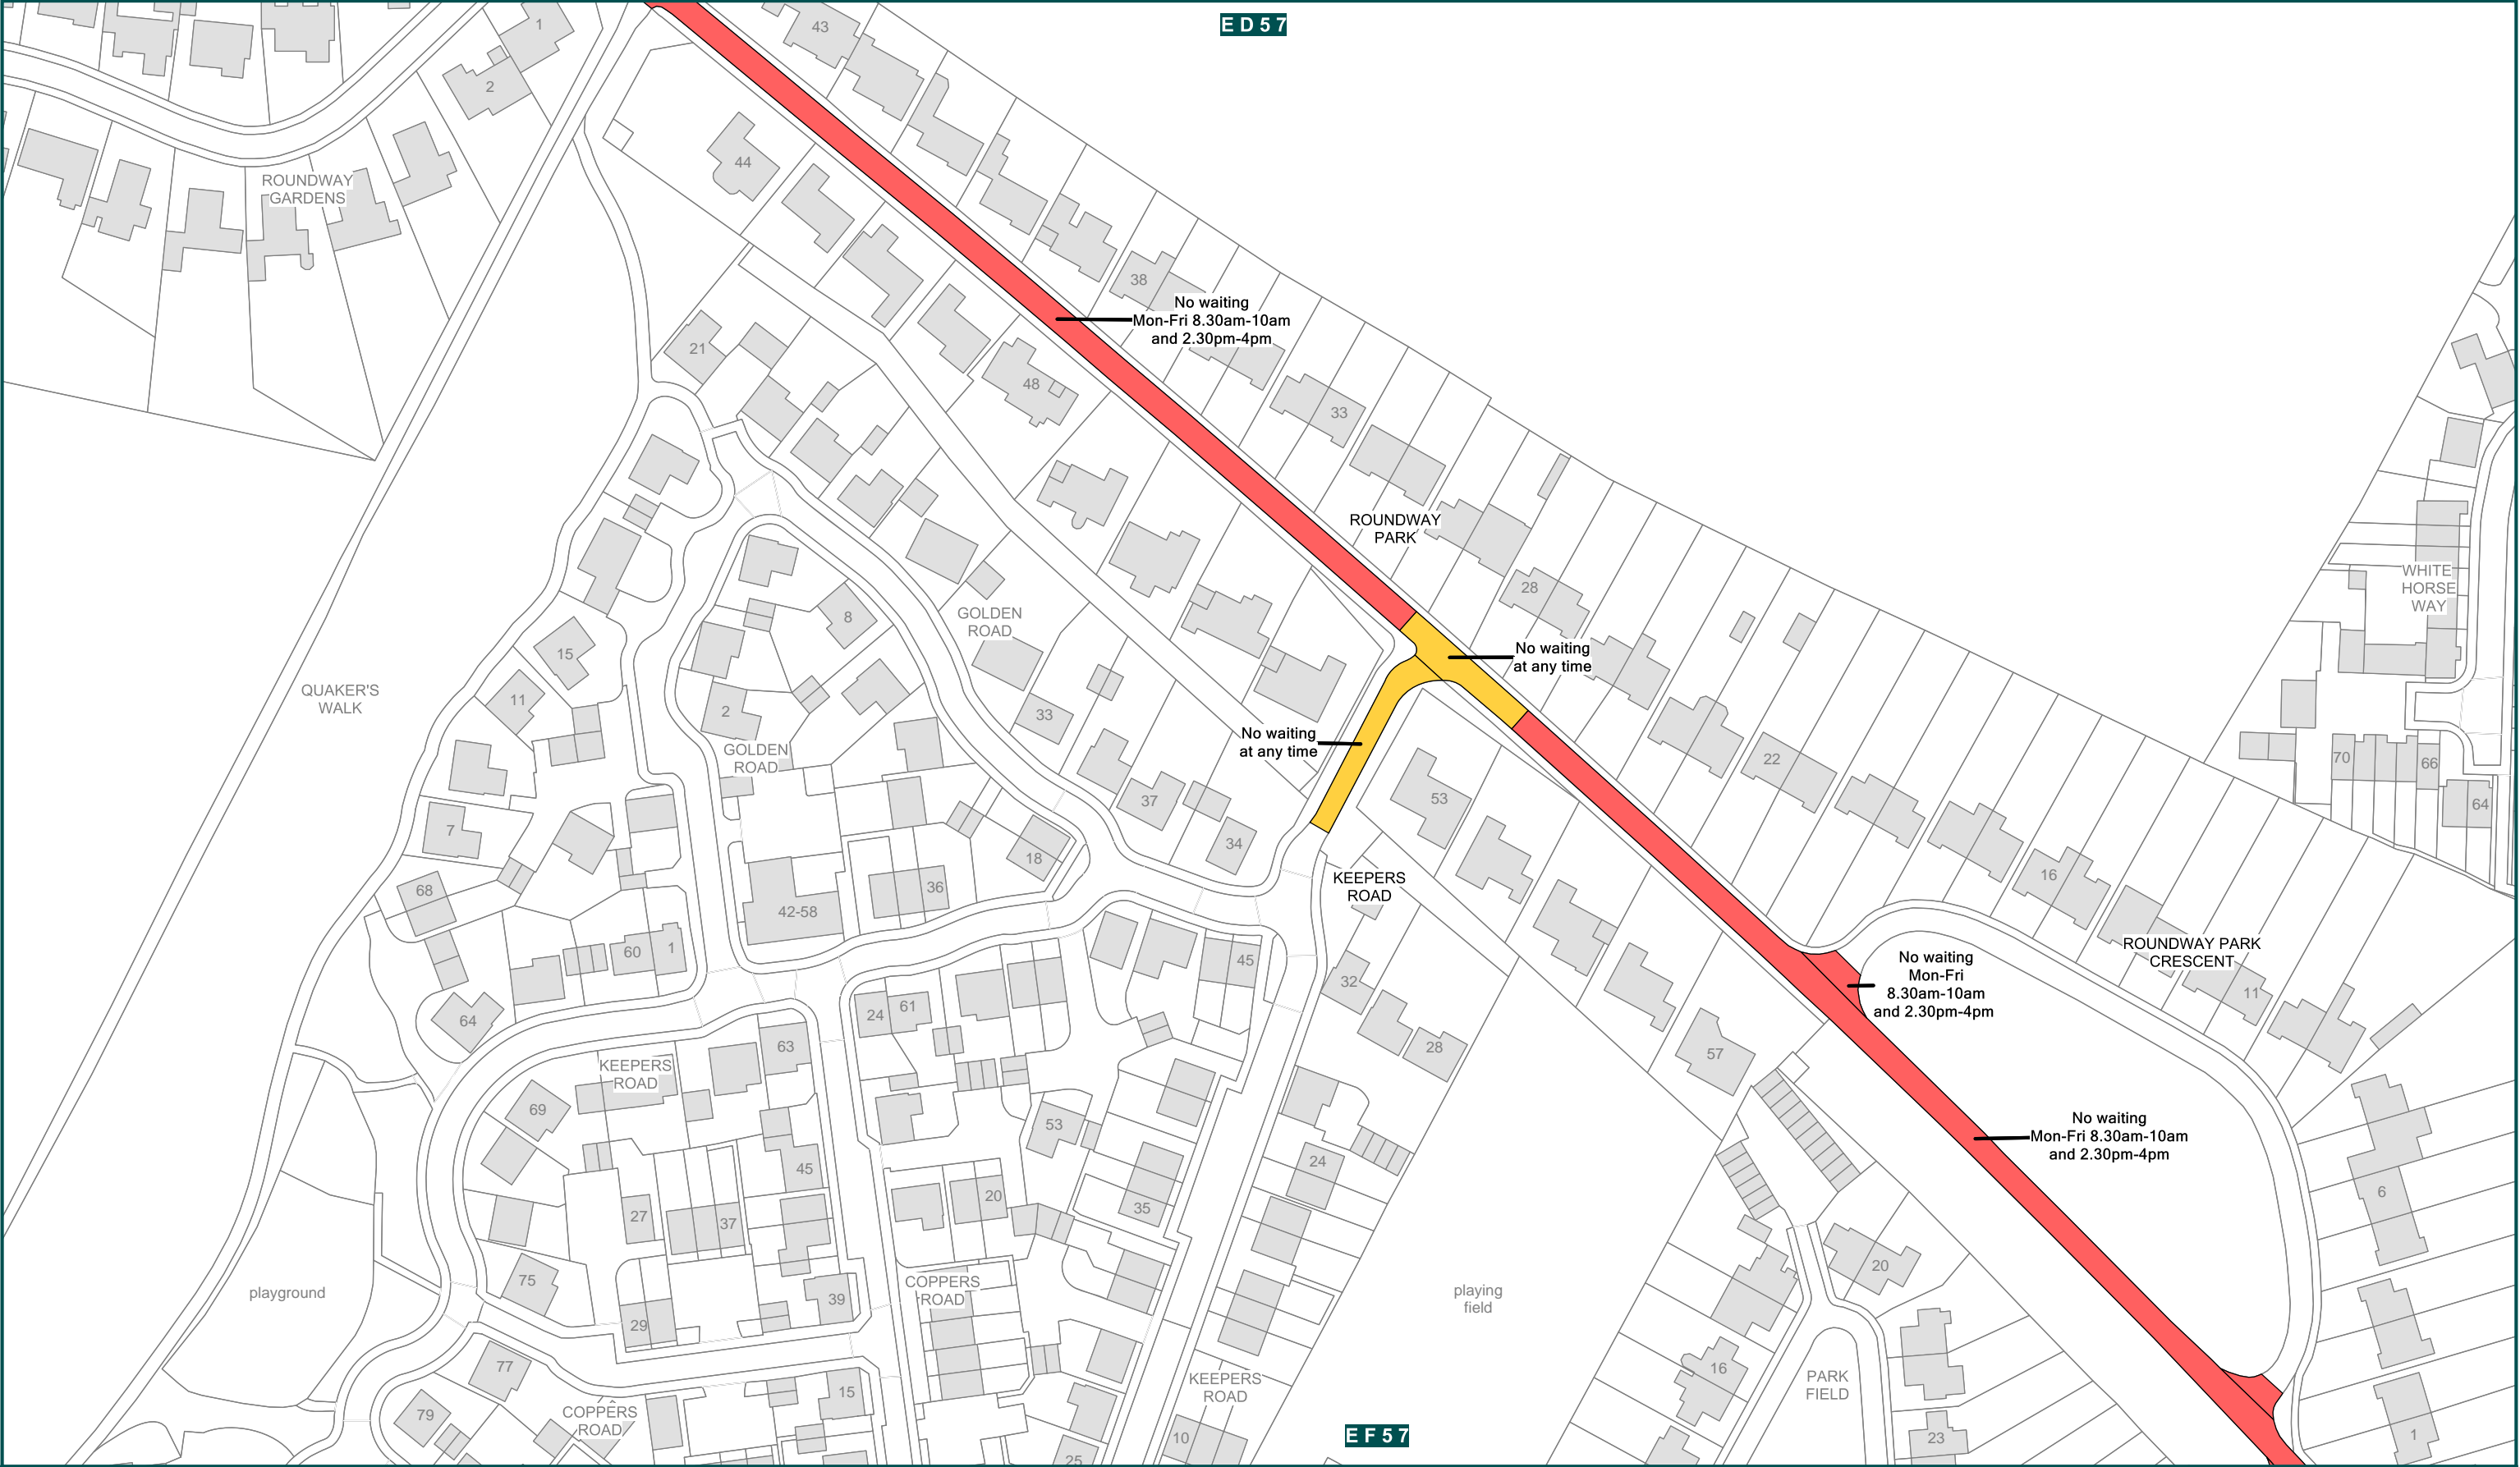 E D 5 7
43
1
2
44
ROUNDWAY
GARDENS
38
No waiting
Mon-Fri 8.30am-10am
and 2.30pm-4pm
21
48
33
ROUNDWAY
PARK
28
WHITE
HORSE
WAY
GOLDEN
ROAD
8
15
No waiting
at any time
QUAKER'S
WALK
11
2
33
No waiting
at any time
GOLDEN
ROAD
22
70
66
53
37
64
7
34
18
16
68
36
KEEPERS
ROAD
42-58
ROUNDWAY PARK
CRESCENT
60
1
45
No waiting
Mon-Fri
8.30am-10am
and 2.30pm-4pm
32
11
24
61
64
63
28
57
KEEPERS
ROAD
69
53
No waiting
Mon-Fri 8.30am-10am
and 2.30pm-4pm
45
24
20
6
35
27
37
20
75
COPPERS
ROAD
playground
playing
field
39
29
77
16
KEEPERS
ROAD
PARK
FIELD
15
79
COPPERS
ROAD
E F 5 7
10
23
1
25